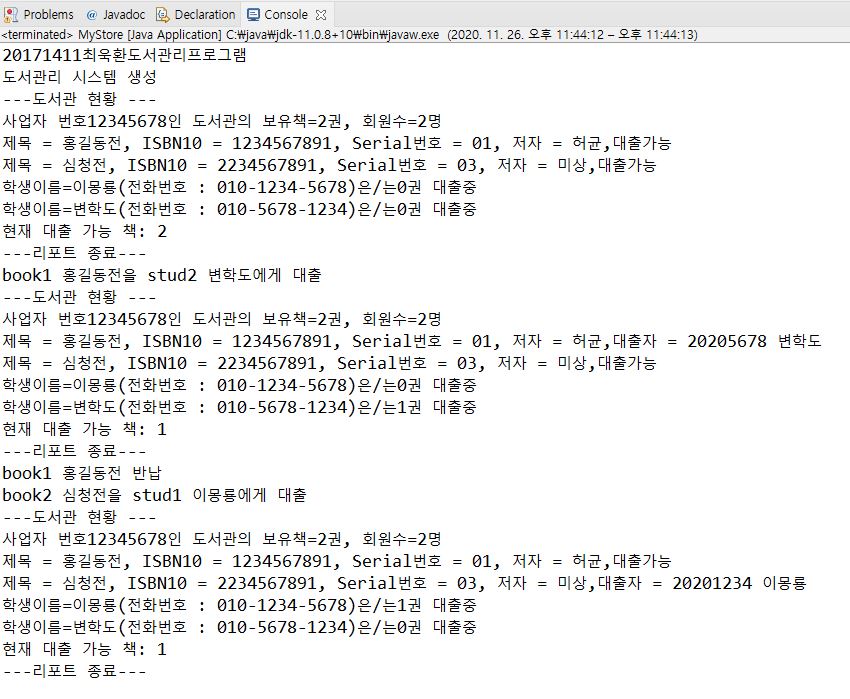 Problems @ Javadoc Declaration Console
<terminated> MyStore [Java Application] C:₩java₩jdk-11.0.8+10₩bin₩javaw.exe (2020. 11. 26. 오후 11:44:12 – 오후 11:44:13)
20171411최욱환도서관리프로그램
도서관리 시스템 생성
---도서관 현황 ---
사업자 번호12345678인 도서관의 보유책=2권, 회원수=2명
제목 = 홍길동전, ISBN10 = 1234567891, Serial번호 = 01, 저자 = 허균,대출가능
제목 = 심청전, ISBN10 = 2234567891, Serial번호 = 03, 저자 = 미상,대출가능
학생이름=이몽룡(전화번호 : 010-1234-5678)은/는0권 대출중
학생이름=변학도(전화번호 : 010-5678-1234)은/는0권 대출중
현재 대출 가능 책: 2
---리포트 종료---
book1 홍길동전을 stud2 변학도에게 대출
---도서관 현황 ---
사업자 번호12345678인 도서관의 보유책=2권, 회원수=2명
제목 = 홍길동전, ISBN10 = 1234567891, Serial번호 = 01, 저자 = 허균,대출자 = 20205678 변학도
제목 = 심청전, ISBN10 = 2234567891, Serial번호 = 03, 저자 = 미상,대출가능
학생이름=이몽룡(전화번호 : 010-1234-5678)은/는0권 대출중
학생이름=변학도(전화번호 : 010-5678-1234)은/는1권 대출중
현재 대출 가능 책: 1
---리포트 종료---
book1 홍길동전 반납
book2 심청전을 stud1 이몽룡에게 대출
---도서관 현황 ---
사업자 번호12345678인 도서관의 보유책=2권, 회원수=2명
제목 = 홍길동전, ISBN10 = 1234567891, Serial번호 = 01, 저자 = 허균,대출가능
제목 = 심청전, ISBN10 = 2234567891, Serial번호 = 03, 저자 = 미상,대출자 = 20201234 이몽룡
학생이름=이몽룡(전화번호 : 010-1234-5678)은/는1권 대출중
학생이름=변학도(전화번호 : 010-5678-1234)은/는0권 대출중
현재 대출 가능 책: 1
---리포트 종료---